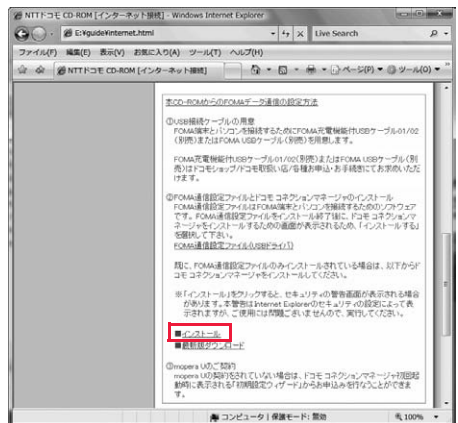 NTTドコモ CD-ROM [インターネット接続] - Windows Internet Explorer
E:¥guide¥internet.html
Live Search
ファイル(F) 編集(E) 表示(V) お気に入り(A) ツール(T) ヘルプ(H)
NTTドコモ CD-ROM [インターネット接続]
ページ(P) ツール(O)
本CD-ROMからのFOMAデータ通信の設定方法
①USB接続ケーブルの用意
FOMA端末とパソコンを接続するためにFOMA充電機能付USBケーブル01/02
(別売)またはFOMA USBケーブル(別売)を用意します。
FOMA充電機能付USBケーブル01/02(別売)またはFOMA USBケーブル(別
売)はドコモショップ/ドコモ取扱い店/各種お申込・お手続きにてお求めいただ
けます。
②FOMA通信設定ファイルとドコモ コネクションマネージャのインストール
FOMA通信設定ファイルはFOMA端末とパソコンを接続するためのソフトウェア
です。FOMA通信設定ファイルをインストール終了後に、ドコモ コネクションマ
ネージャをインストールするための画面が表示されるため、「インストールする」
を選択して下さい。
FOMA通信設定ファイル(USBドライバ)
既に、FOMA通信設定ファイルのみインストールされている場合は、以下からド
コモ コネクションマネージャをインストールしてください。
※「インストール」をクリックすると、セキュリティの警告画面が表示される場合
があります。本警告はInternet Explorerのセキュリティの設定によって表
示されますが、ご使用には問題ございませんので、実行してください。
■インストール
■最新版ダウンロード
③mopera Uのご契約
mopera Uの契約をされていない場合は、ドコモ コネクションマネージャ初回起
動時に表示される「初期設定ウィザード」からお申込みを行なうことができま
す。
コンピュータ | 保護モード: 無効
100%